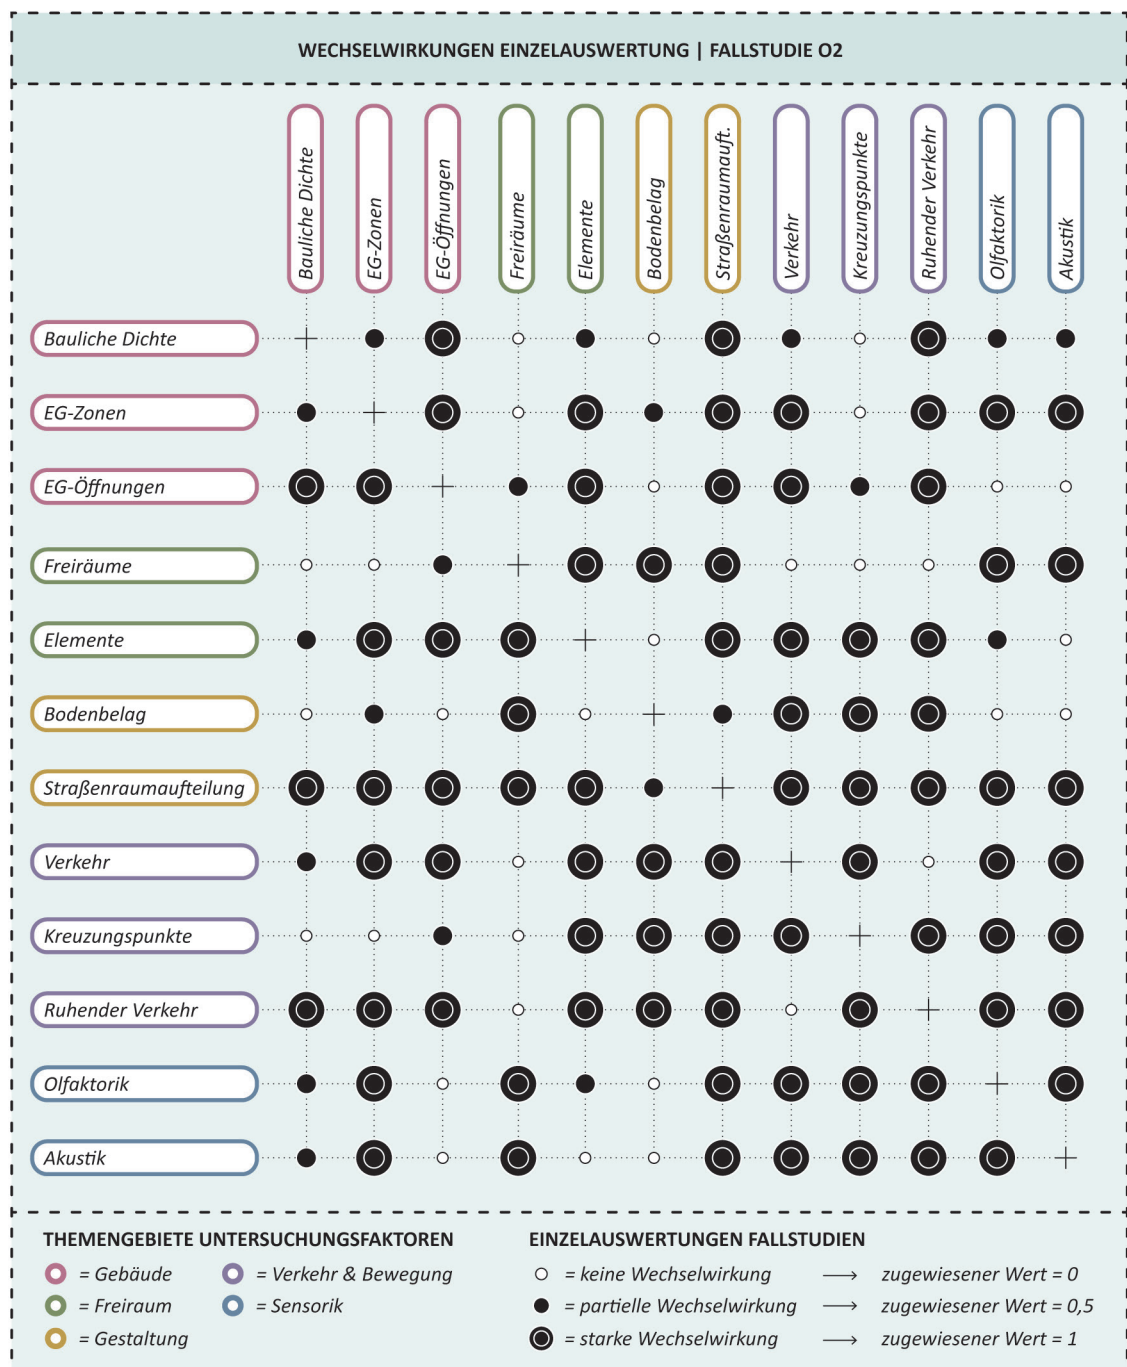 WECHSELWIRKUNGEN EINZELAUSWERTUNG | FALLSTUDIE O2
Bauliche Dichte
EG-Zonen
EG-Öffnungen
Freiräume
Elemente
Bodenbelag
Straßenraumauft.
Verkehr
Kreuzungspunkte
Ruhender Verkehr
Olfaktorik
Akustik
Bauliche Dichte
EG-Zonen
EG-Öffnungen
Freiräume
Elemente
Bodenbelag
Straßenraumaufteilung
Verkehr
Kreuzungspunkte
Ruhender Verkehr
Olfaktorik
Akustik
THEMENGEBIETE UNTERSUCHUNGSFAKTOREN
= Gebäude
= Verkehr & Bewegung
= Freiraum
= Sensorik
= Gestaltung
EINZELAUSWERTUNGEN FALLSTUDIEN
= keine Wechselwirkung → zugewiesener Wert = 0
= partielle Wechselwirkung → zugewiesener Wert = 0,5
= starke Wechselwirkung → zugewiesener Wert = 1